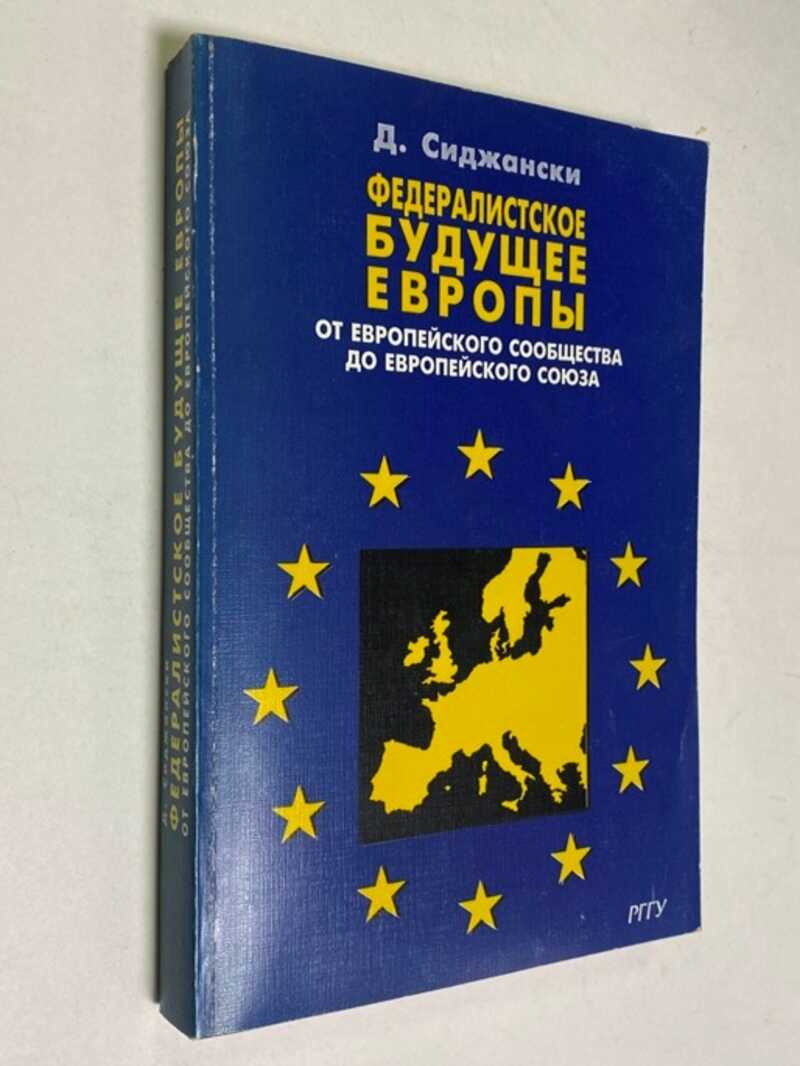 Д. Сиджански
ФЕДЕРАЛИСТСКОЕ
БУДУЩЕЕ
ЕВРОПЫ
ОТ ЕВРОПЕЙСКОГО СООБЩЕСТВА
ДО ЕВРОПЕЙСКОГО СОЮЗА
РГГУ
Д. Сиджански
ФЕДЕРАЛИСТСКОЕ БУДУЩЕЕ ЕВРОПЫ
ОТ ЕВРОПЕЙСКОГО СООБЩЕСТВА ДО ЕВРОПЕЙСКОГО СОЮЗА